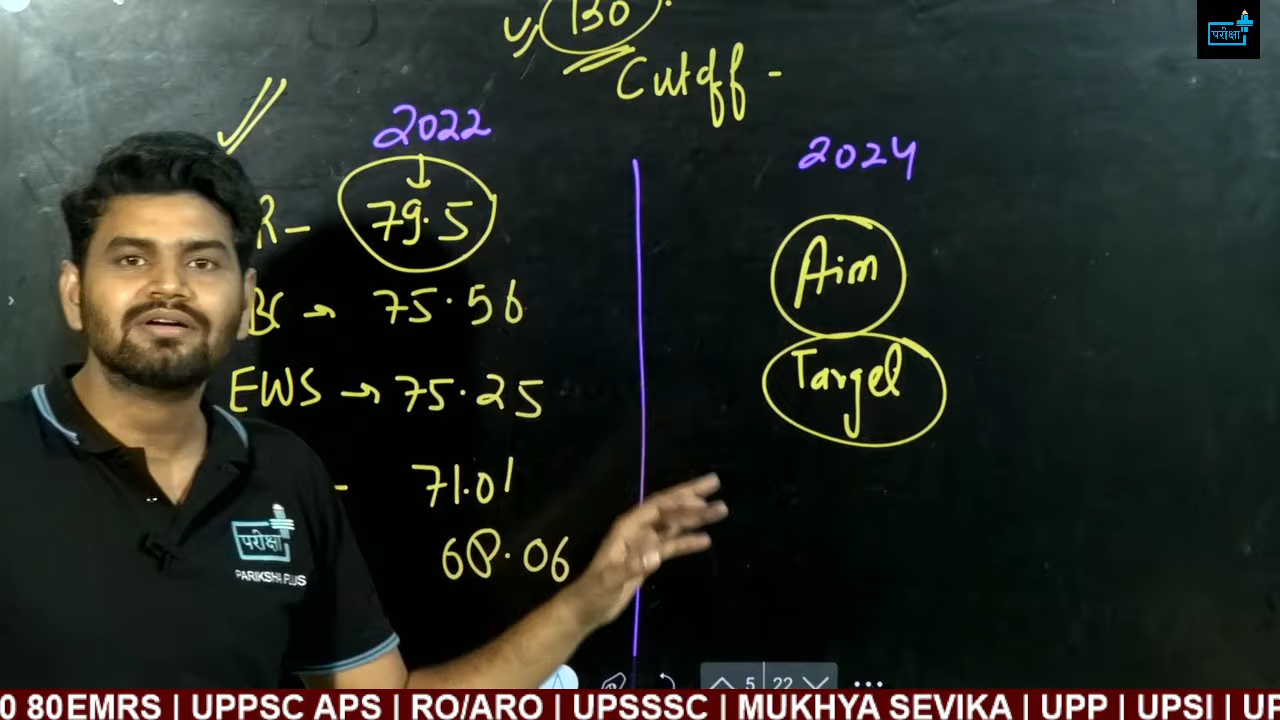 130
Cutoff -
परीक्षा
2022
2024
R - 79.5
BC → 75.56
EWS → 75.25
- 71.01
68.06
Aim
Target
परीक्षा
PARIKSHA PLUS
5 22
0 80EMRS | UPPSC APS | RO/ARO | UPSSSC | MUKHYA SEVIKA | UPP | UPSI | UP